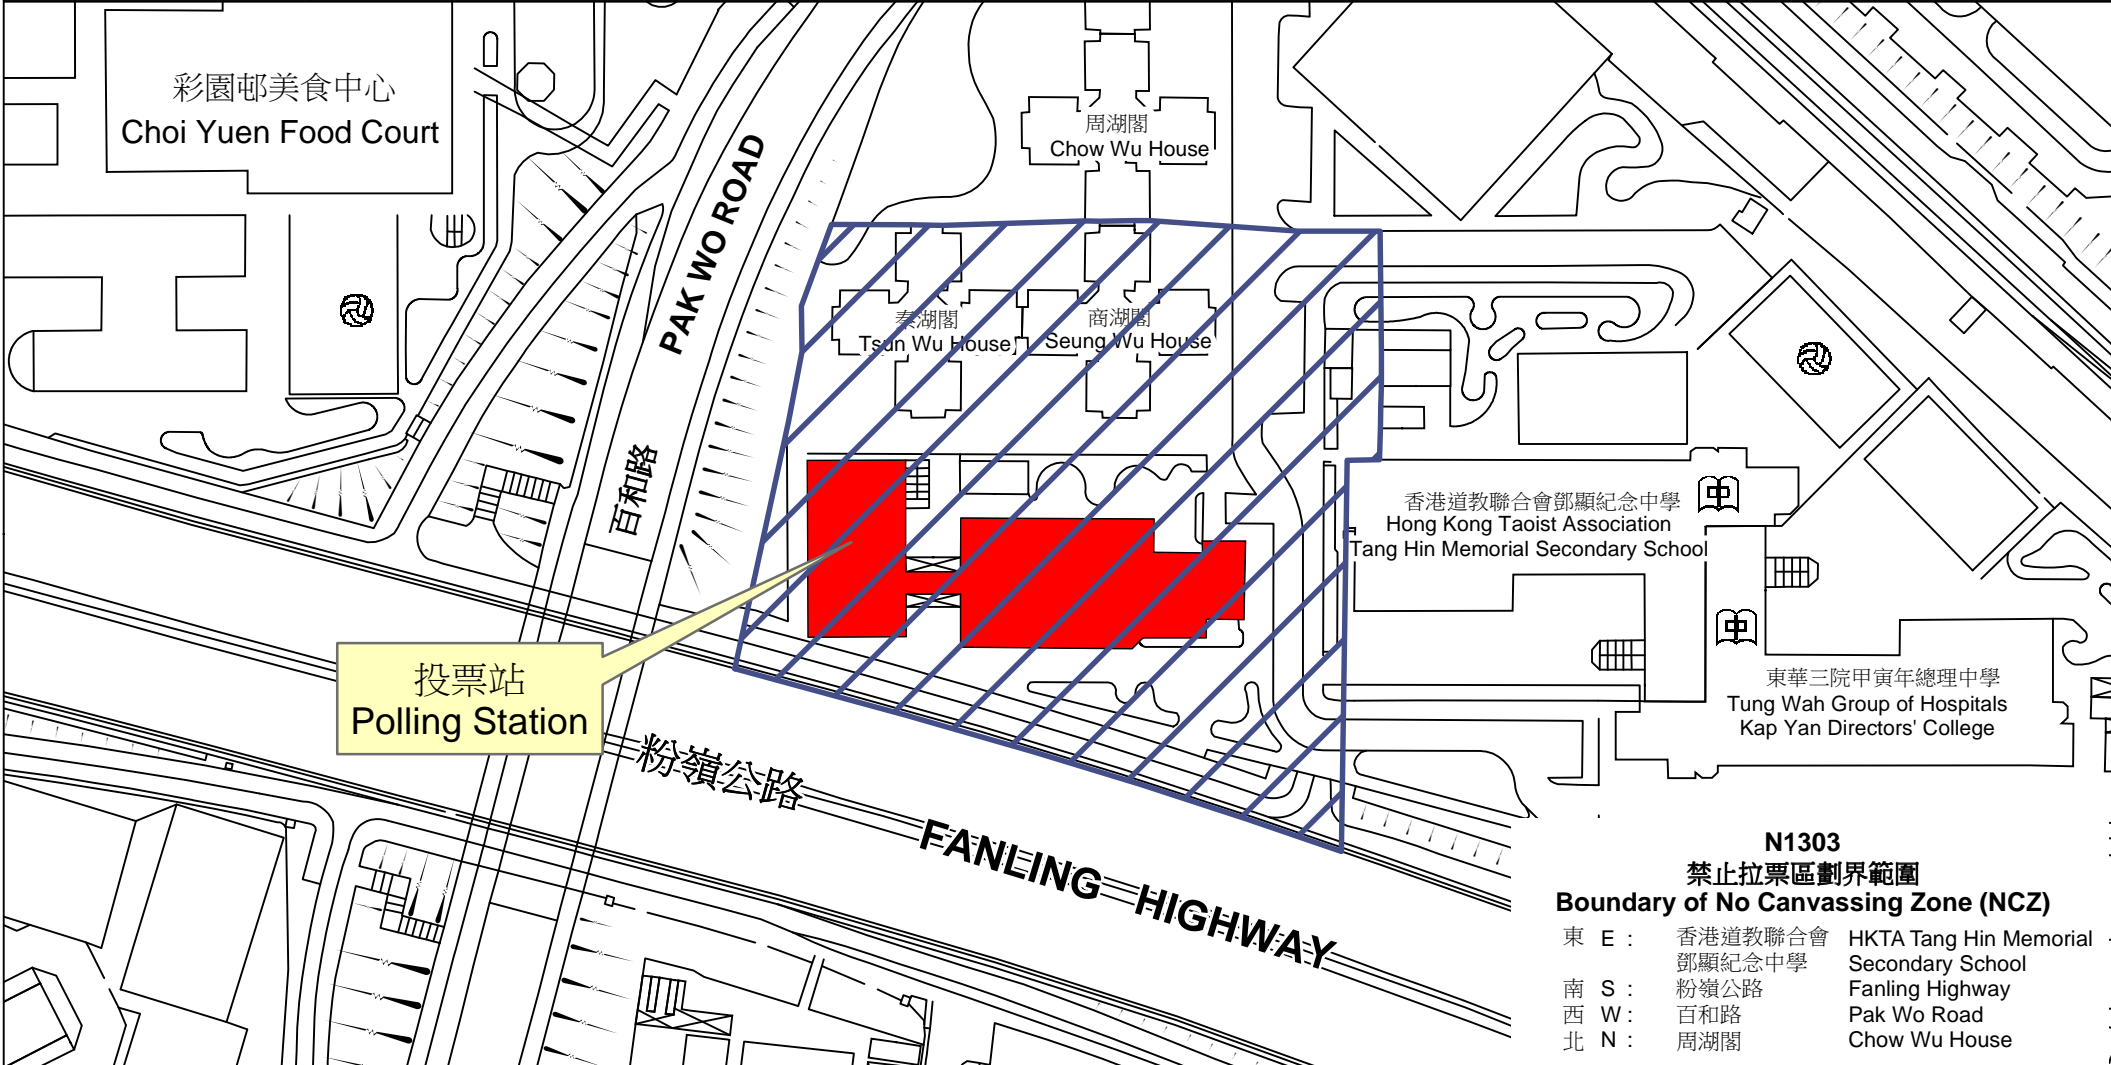 彩園邨美食中心
Choi Yuen Food Court
周湖閣
Chow Wu House
PAK WO ROAD
秦湖閣
Tsun Wu House
商湖閣
Seung Wu House
百和路
香港道教聯合會鄧顯紀念中學
Hong Kong Taoist Association
Tang Hin Memorial Secondary School
中
中
東華三院甲寅年總理中學
Tung Wah Group of Hospitals
Kap Yan Directors' College
投票站
Polling Station
粉嶺公路
FANLING HIGHWAY
N1303
禁止拉票區劃界範圍
Boundary of No Canvassing Zone (NCZ)
東 E : 香港道教聯合會 HKTA Tang Hin Memorial
鄧顯紀念中學 Secondary School
南 S : 粉嶺公路 Fanling Highway
西 W : 百和路 Pak Wo Road
北 N : 周湖閣 Chow Wu House